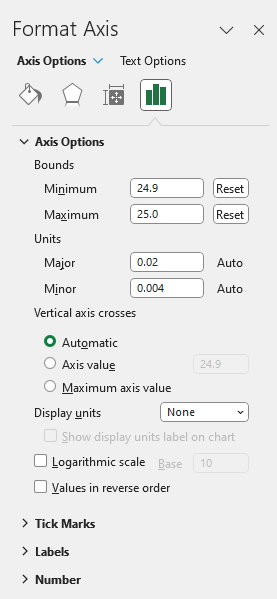 Format Axis
Axis Options Text Options
Axis Options
Bounds
Minimum 24.9 Reset
Maximum 25.0 Reset
Units
Major 0.02 Auto
Minor 0.004 Auto
Vertical axis crosses
Automatic
Axis value 24.9
Maximum axis value
Display units None
Show display units label on chart
Logarithmic scale Base 10
Values in reverse order
Tick Marks
Labels
Number